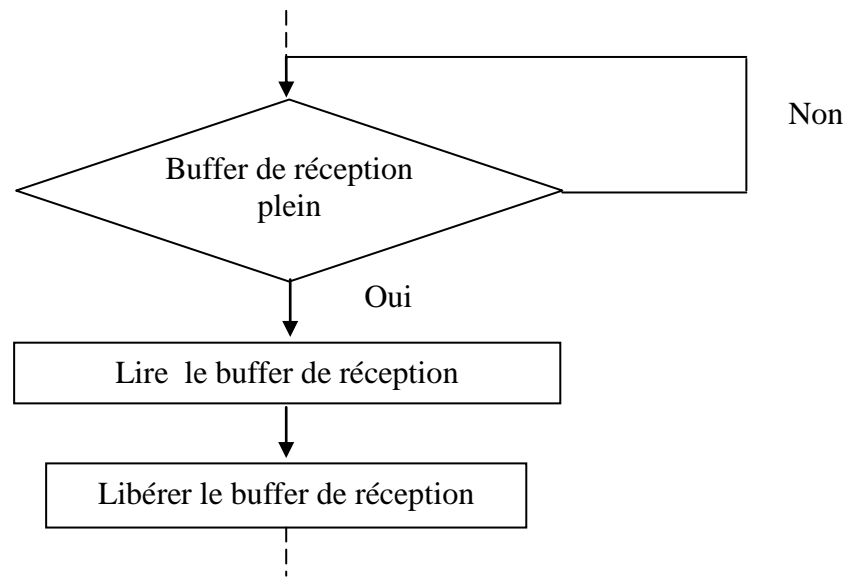 Buffer de réception
plein
Non
Oui
Lire le buffer de réception
Libérer le buffer de réception